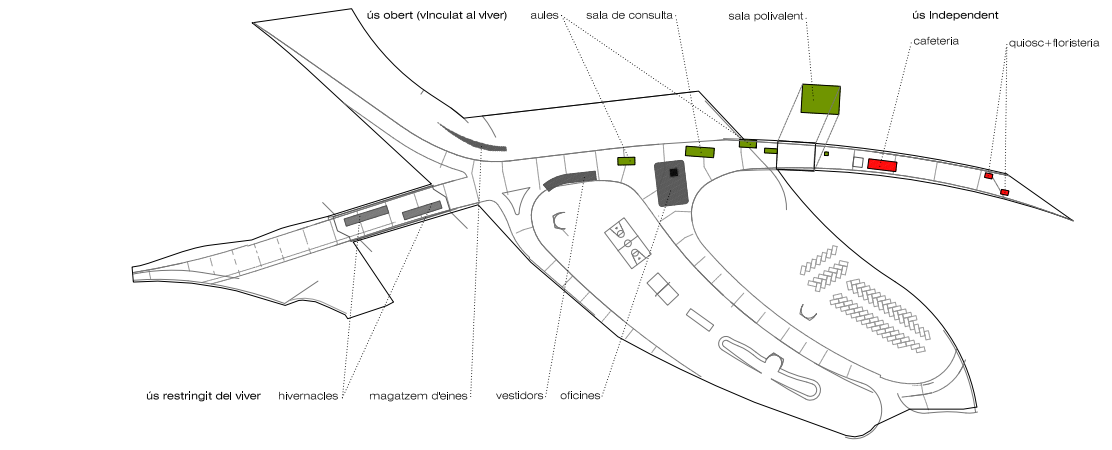 ús obert (vinculat al viver) aules sala de consulta sala polivalent ús independent
cafeteria quiosc+floristeria
ús restringit del viver hivernacles magatzem d'eines vestidors oficines